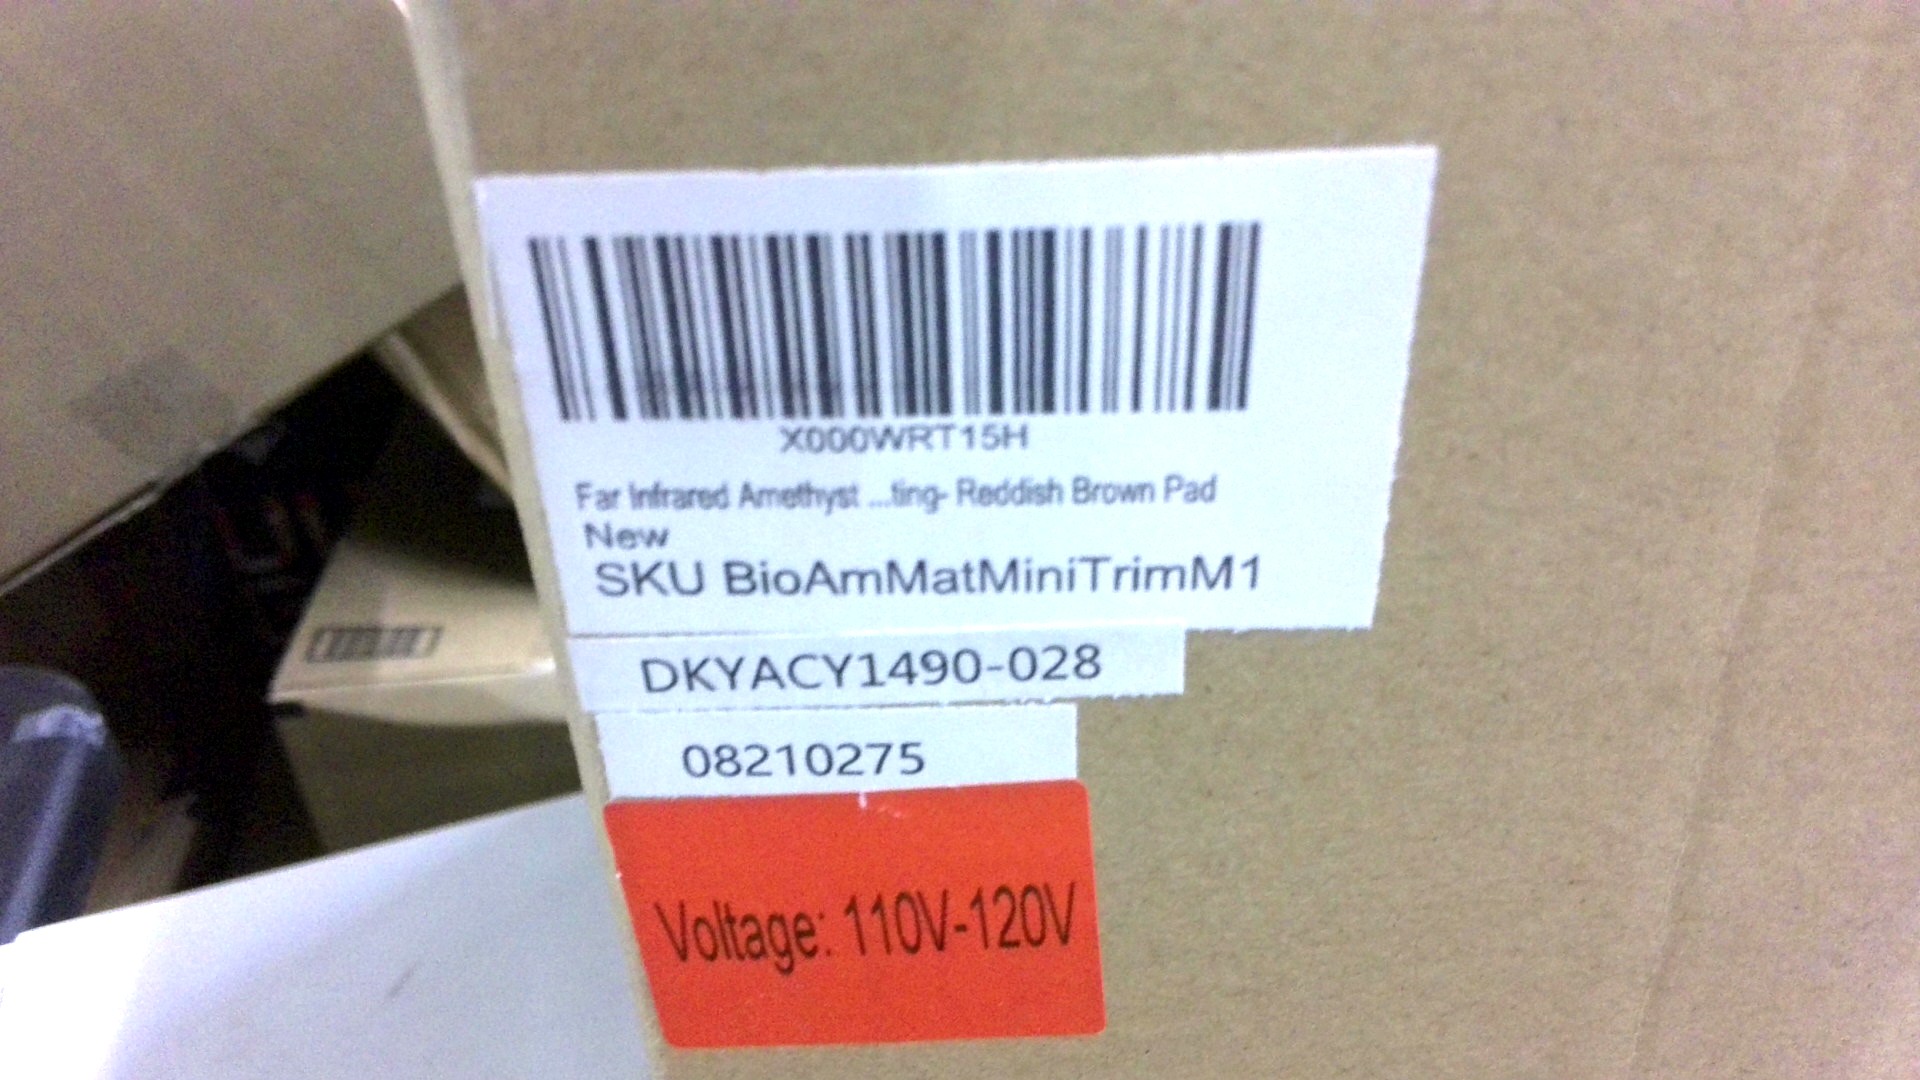 X000WRT15H
Far Infrared Amethyst ...ting- Reddish Brown Pad
New
SKU BioAmMatMiniTrimM1
DKYACY1490-028
08210275
Voltage: 110V-120V